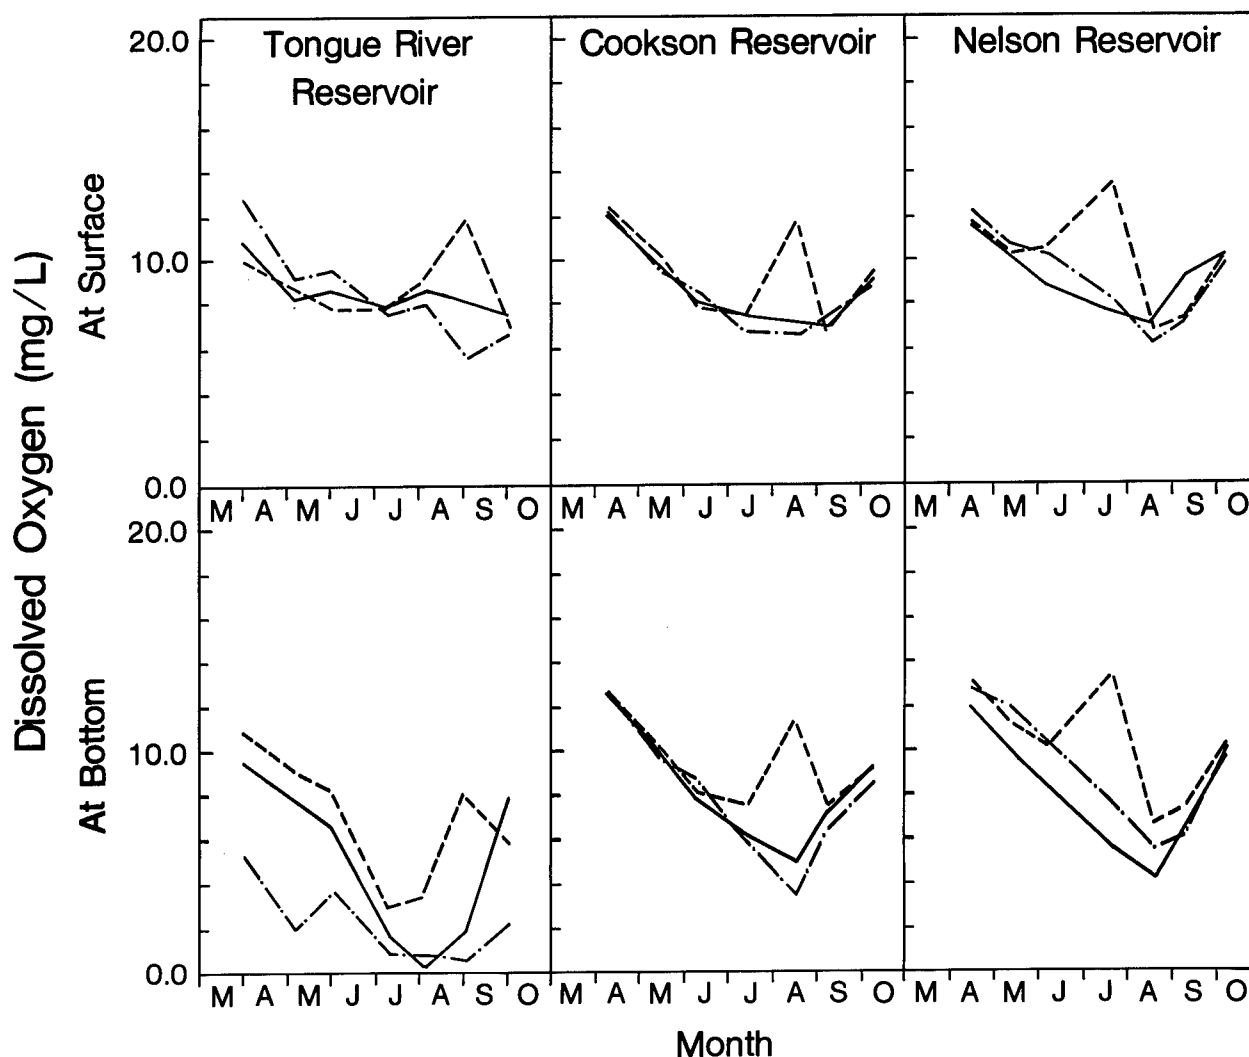 Tongue River
Reservoir
Cookson Reservoir
Nelson Reservoir
Dissolved Oxygen (mg/L)
At Surface
20.0
10.0
0.0
M A M J J A S O
M A M J J A S O
M A M J J A S O
At Bottom
20.0
10.0
0.0
M A M J J A S O
M A M J J A S O
M A M J J A S O
Month